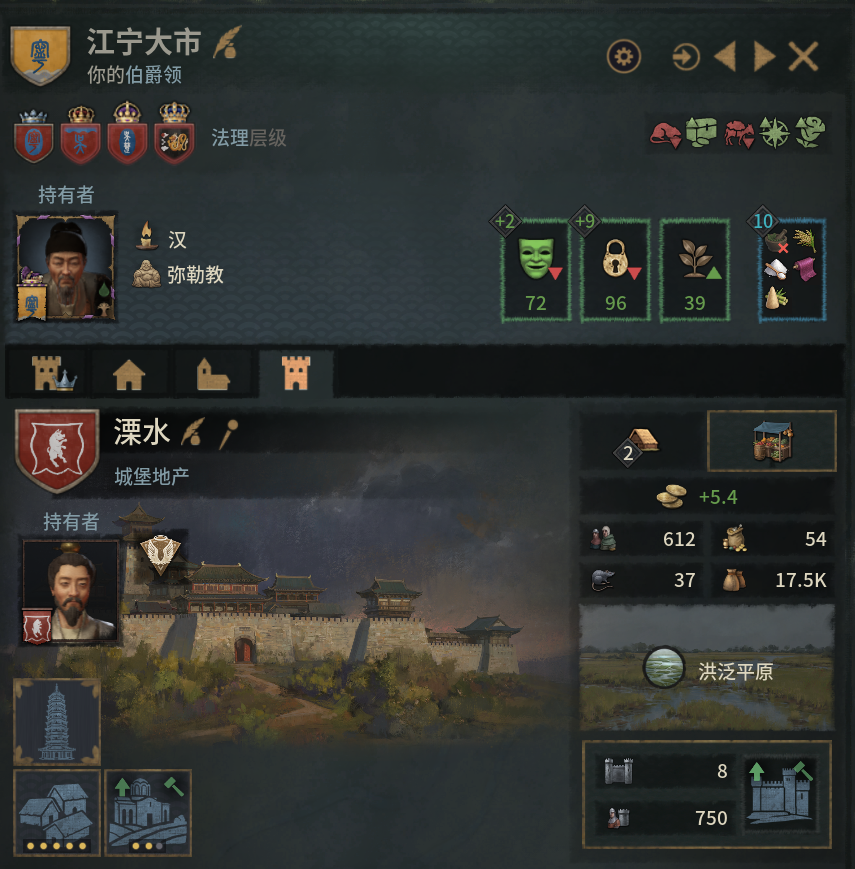 江宁大市
你的伯爵领
法理层级
持有者
汉
弥勒教
+2
72
+9
96
39
10
溧水
城堡地产
持有者
2
+5.4
612
54
37
17.5K
洪泛平原
8
750